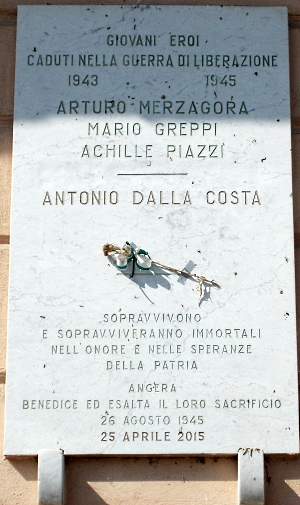 GIOVANI EROI
CADUTI NELLA GUERRA DI LIBERAZIONE
1943 1945
ARTURO MERZAGORA
MARIO GREPPI
ACHILLE PIAZZI
ANTONIO DALLA COSTA
SOPRAVVIVONO
E SOPRAVVIVERANNO IMMORTALI
NELL'ONORE E NELLE SPERANZE
DELLA PATRIA
ANGERA
BENEDICE ED ESALTA IL LORO SACRIFICIO
26 AGOSTO 1945
25 APRILE 2015